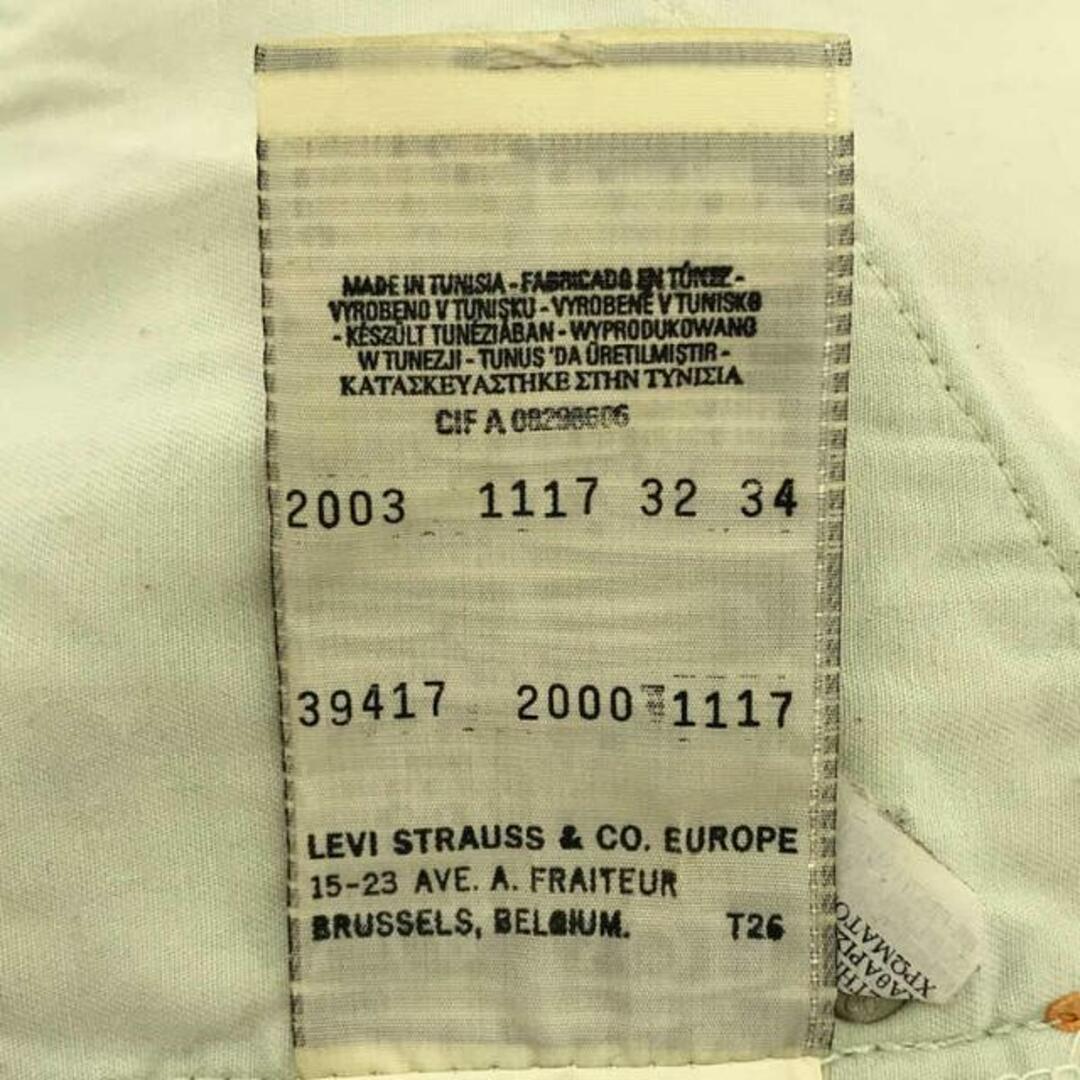 MADE IN TUNISIA - FABRICADO EN TÚNEZ -
VYROBENO V TUNISKU - VYROBENÉ V TUNISKO
- KÉSZÜLT TUNÉZIÁBAN - WYPRODUKOWANO
W TUNEZJI - TUNUS 'DA ÜRETILMIŞTIR -
ΚΑΤΑΣΚΕΥΑΣΤΗΚΕ ΣΤΗΝ ΤΥΝΙΣΙΑ
CIF A 08298606
2003 1117 32 34
39417 2000 1117
LEVI STRAUSS & CO. EUROPE
15-23 AVE. A. FRAITEUR
BRUSSELS, BELGIUM. T26